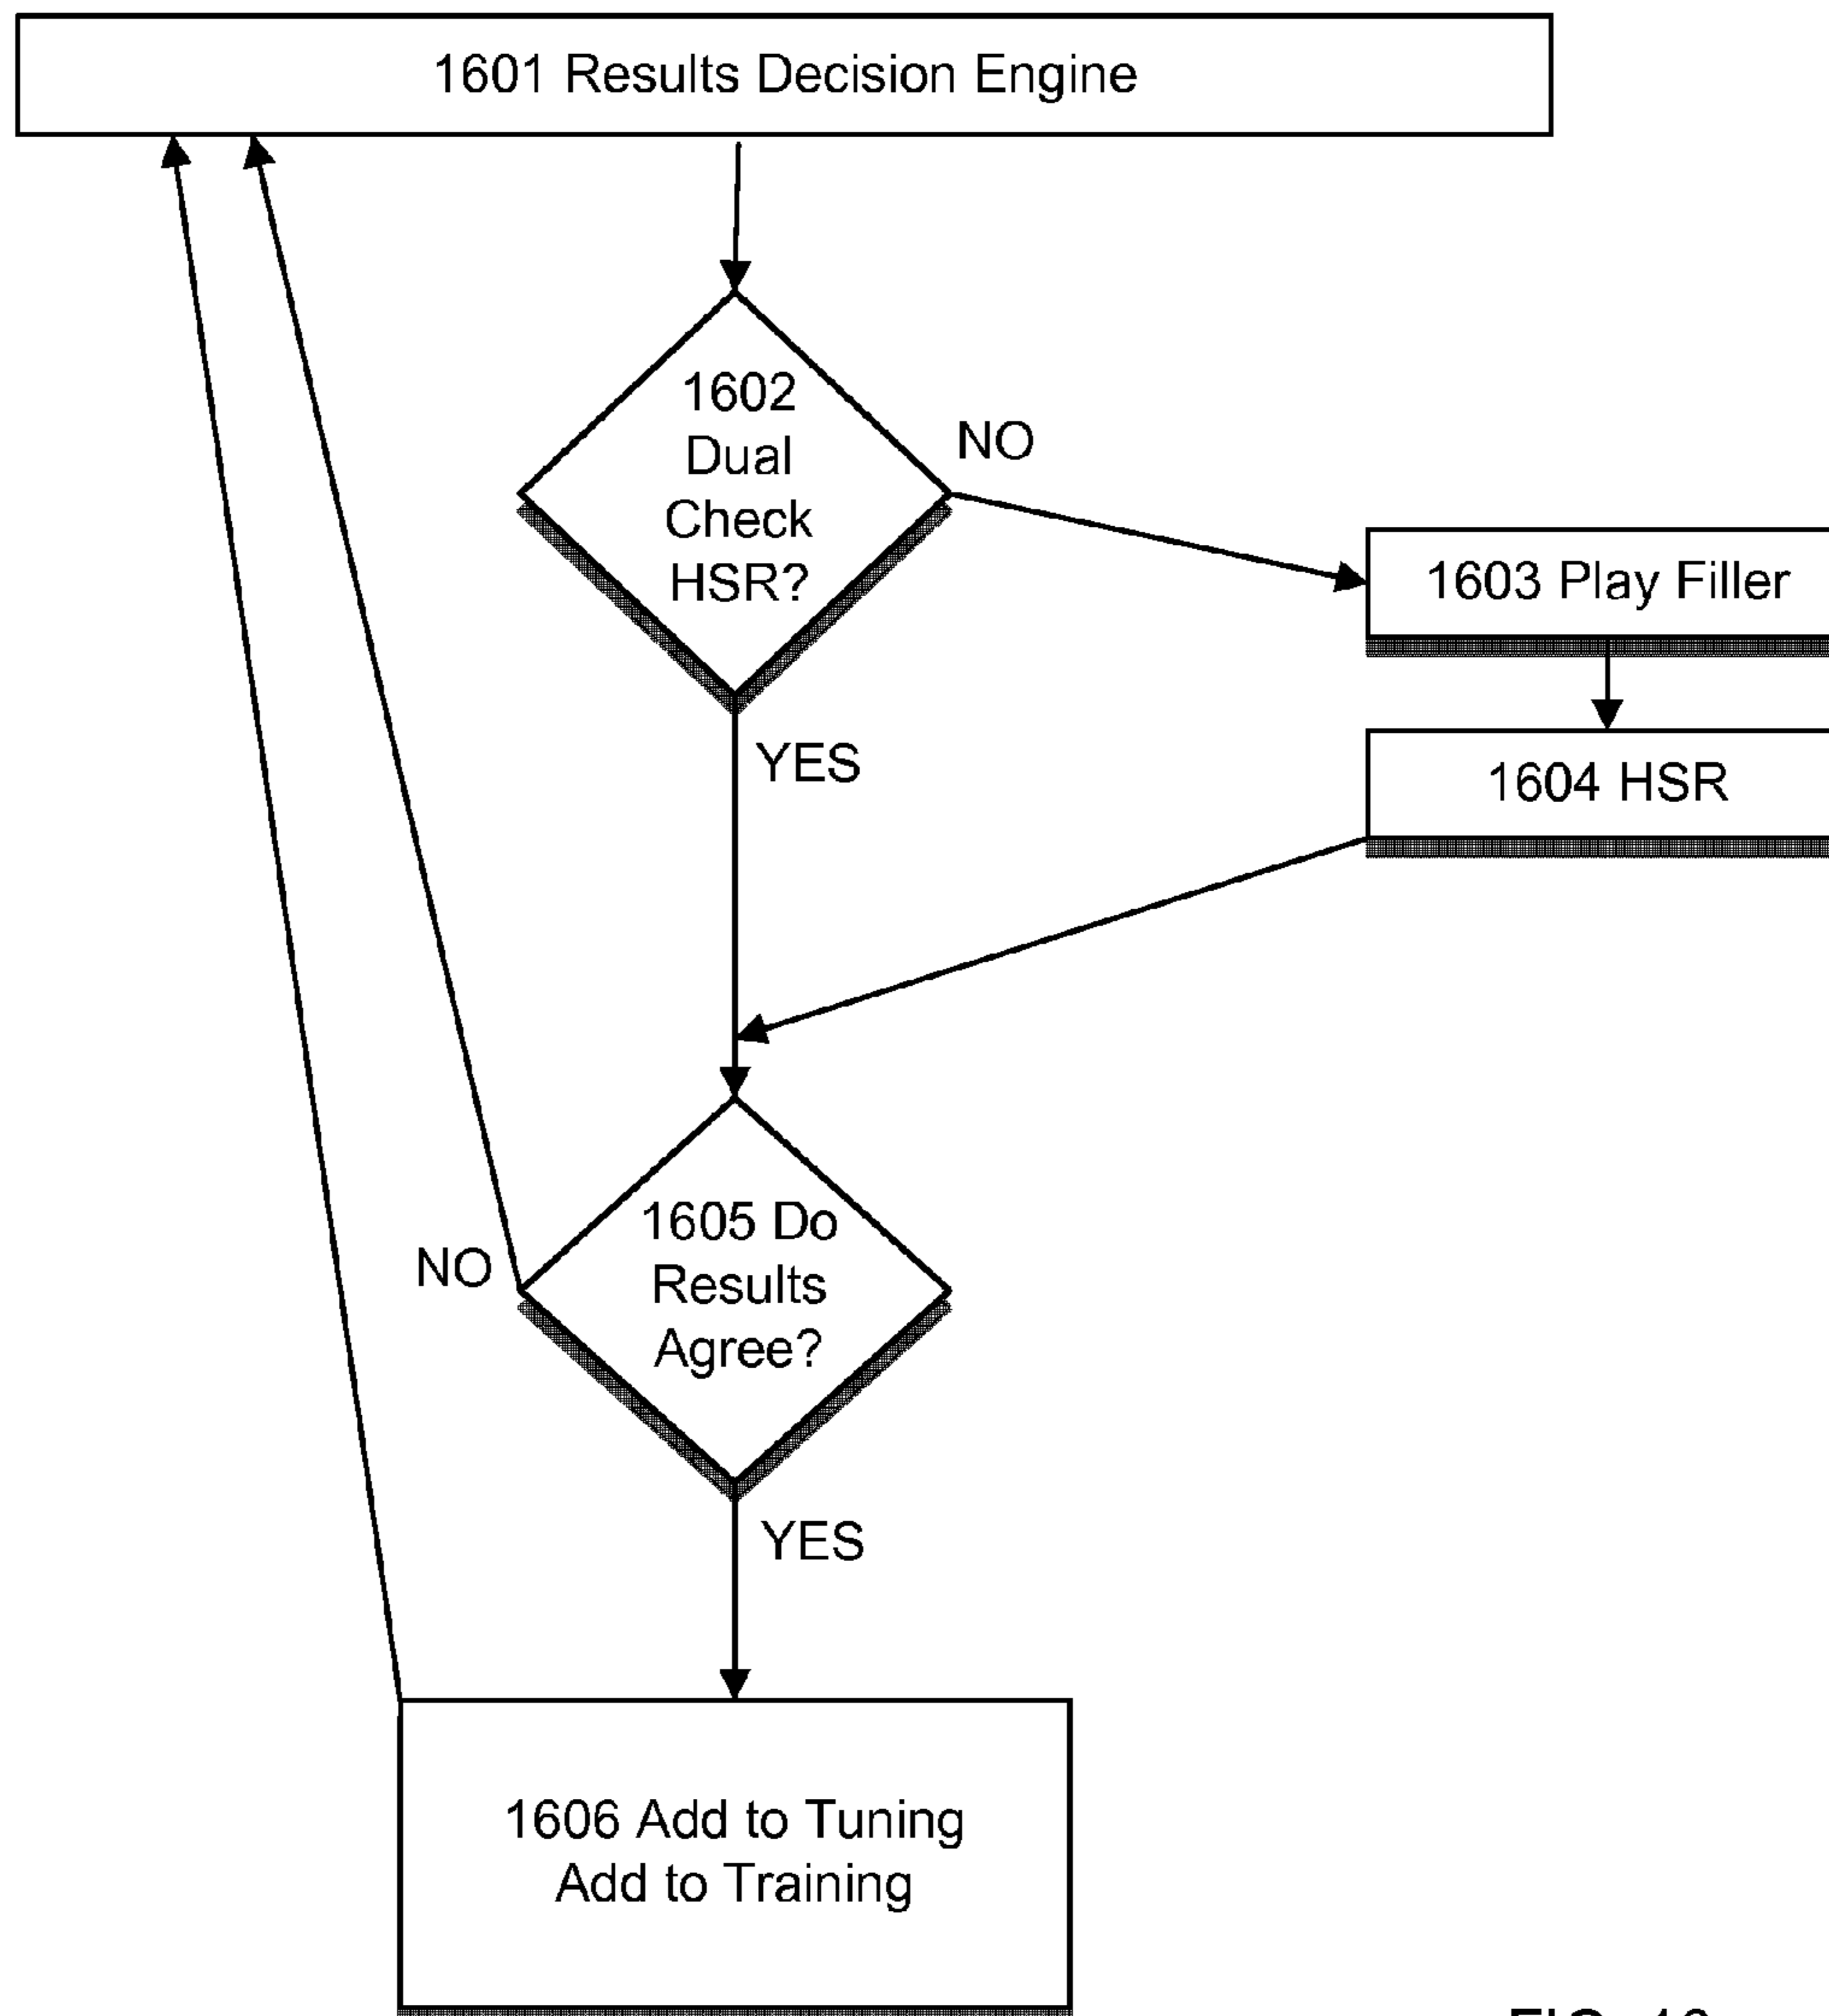 1601 Results Decision Engine
1602
Dual
Check
HSR?
NO
1603 Play Filler
YES
1604 HSR
1605 Do
Results
Agree?
NO
YES
1606 Add to Tuning
Add to Training